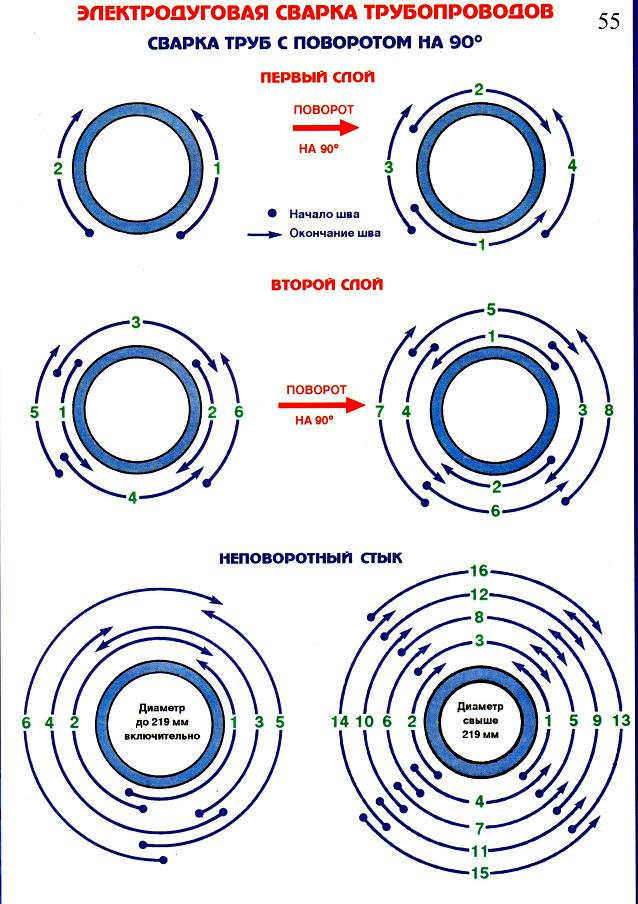 ЭЛЕКТРОДУГОВАЯ СВАРКА ТРУБОПРОВОДОВ
55
СВАРКА ТРУБ С ПОВОРОТОМ НА 90°
ПЕРВЫЙ СЛОЙ
2
1
ПОВОРОТ
НА 90°
2
3
4
1
Начало шва
Окончание шва
ВТОРОЙ СЛОЙ
3
5
1
2
6
4
ПОВОРОТ
НА 90°
5
1
7
4
3
8
2
6
НЕПОВОРОТНЫЙ СТЫК
6
4
2
Диаметр
до 219 мм
включительно
1
3
5
16
12
8
3
14
10
6
2
Диаметр
свыше
219 мм
1
5
9
13
4
7
11
15